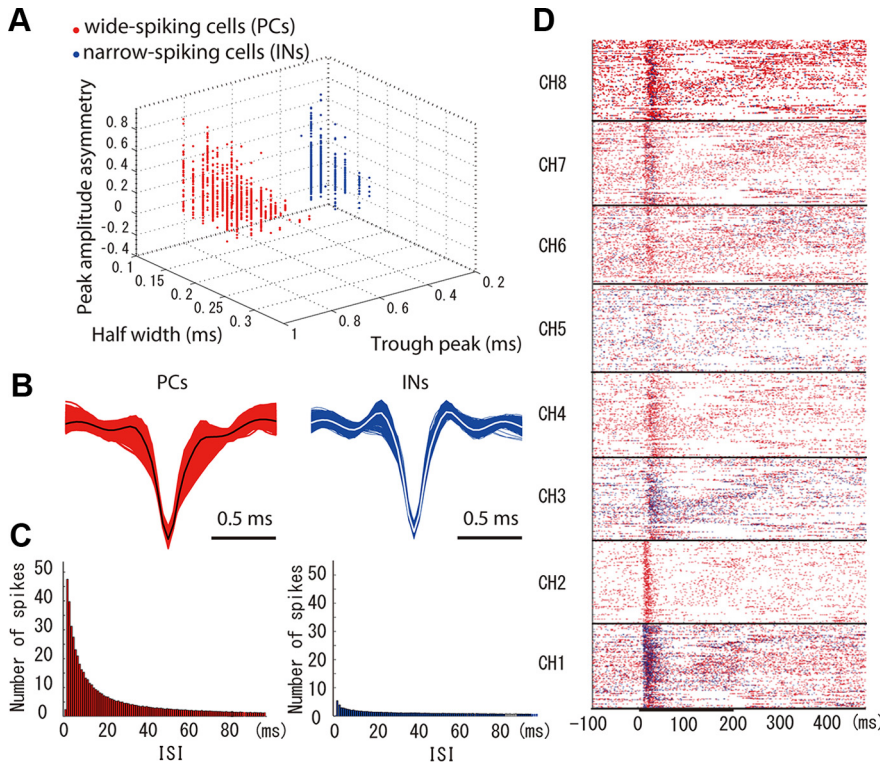 A
wide-spiking cells (PCs)
narrow-spiking cells (INs)
Peak amplitude asymmetry
0.8
0.6
0.4
0.2
0
-0.2
-0.4
0.1
0.15
0.2
0.25
0.3
Half width (ms)
1
0.8
0.6
0.4
0.2
Trough peak (ms)
B
PCs
INs
0.5 ms
0.5 ms
C
Number of spikes
50
40
30
20
10
0
0 20 40 60 80 (ms)
ISI
Number of spikes
50
40
30
20
10
0
0 20 40 60 80 (ms)
ISI
D
CH8
CH7
CH6
CH5
CH4
CH3
CH2
CH1
-100 0 100 200 300 400 (ms)